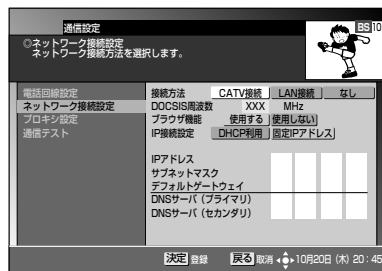 通信設定
BS10
◎ネットワーク接続設定
ネットワーク接続方法を選択します。
電話回線設定
ネットワーク接続設定
プロキシ設定
通信テスト
接続方法 CATV接続 LAN接続 なし
DOCSIS周波数 XXX MHz
ブラウザ機能 使用する 使用しない
IP接続設定 DHCP利用 固定IPアドレス
IPアドレス
サブネットマスク
デフォルトゲートウェイ
DNSサーバ（プライマリ）
DNSサーバ（セカンダリ）
決定 登録 戻る 取消 10月20日 (木) 20：45